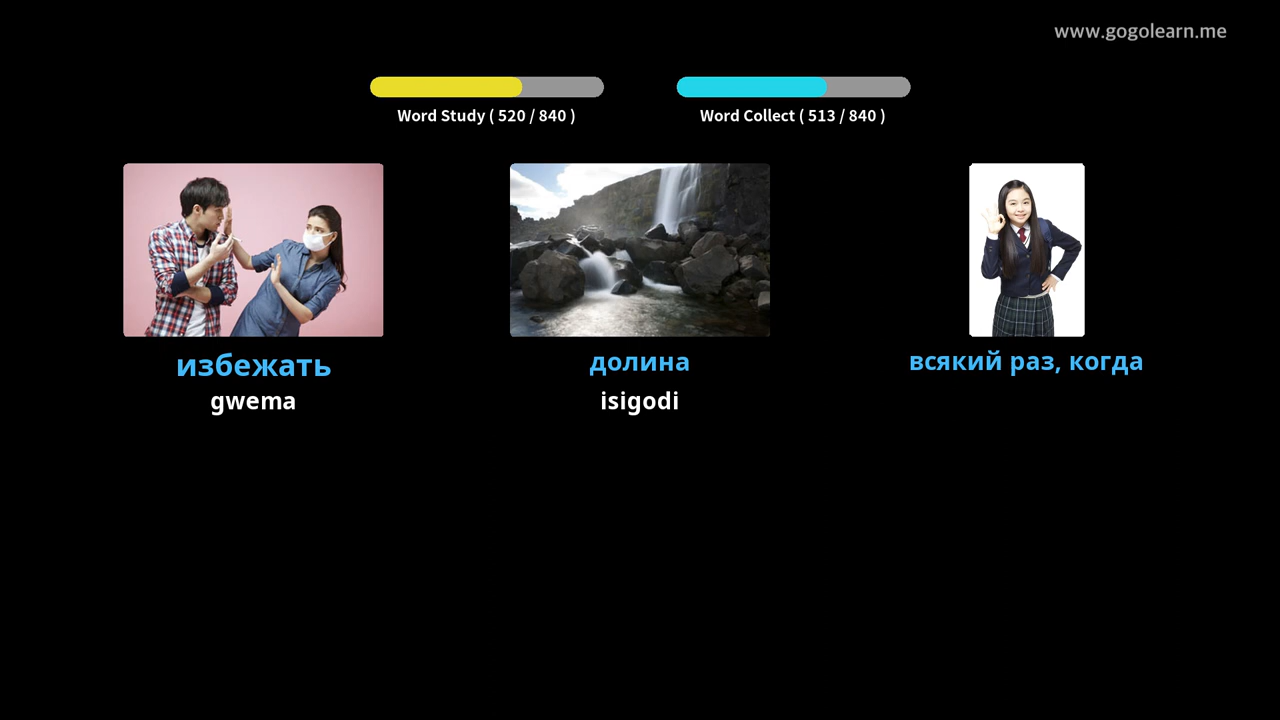 www.gogolearn.me
Word Study ( 520 / 840 )
Word Collect ( 513 / 840 )
избежать
долина
всякий раз, когда
gwema
isigodi